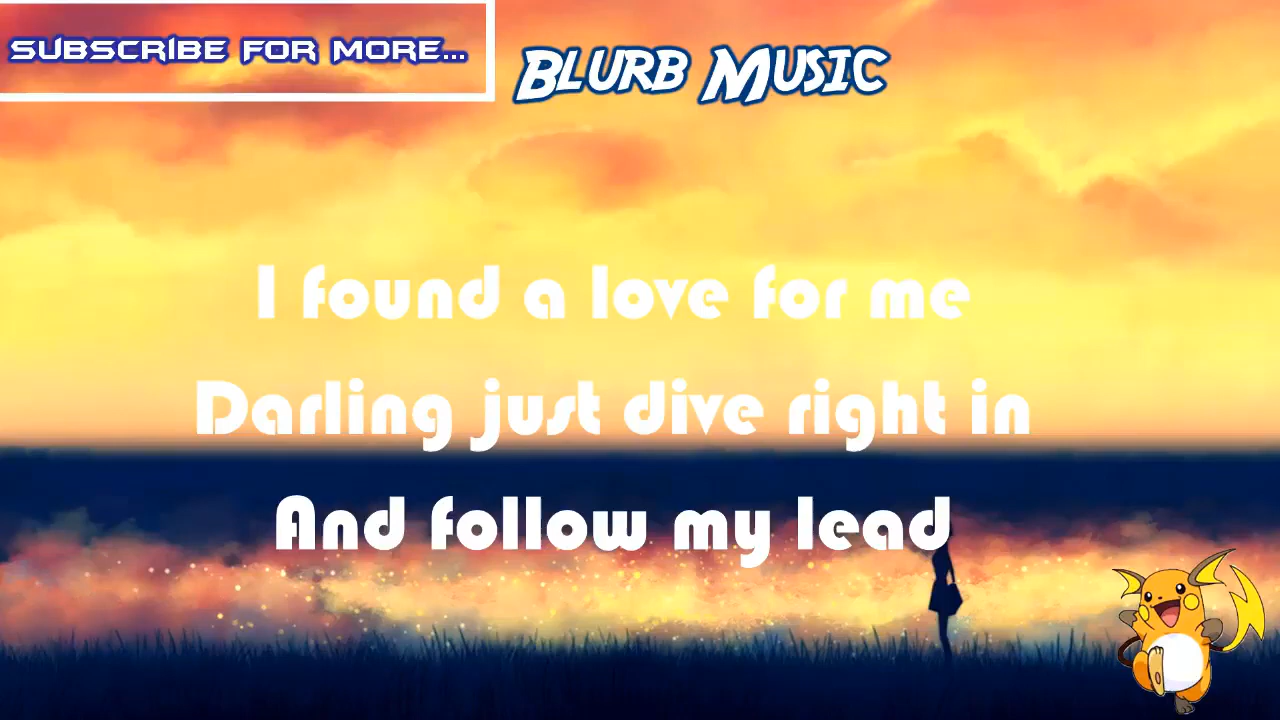 SUBSCRIBE FOR MORE...
BLURB MUSIC
I found a love for me
Darling just dive right in
And follow my lead